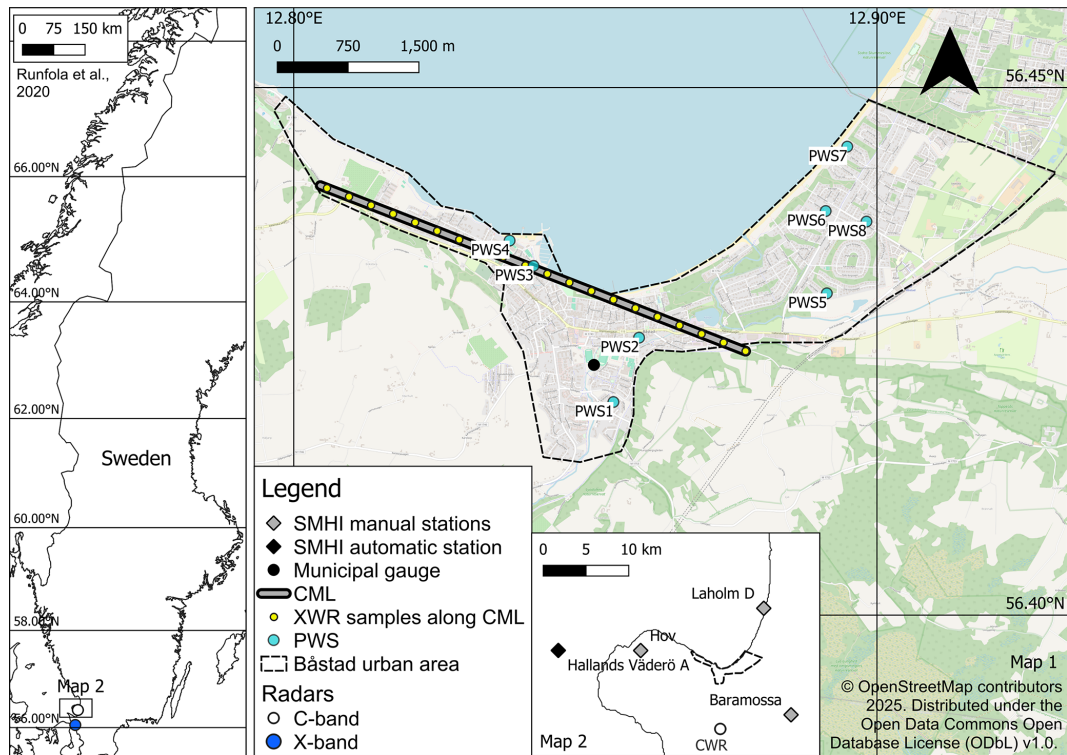 0 75 150 km
Runfola et al.,
2020
66.00°N
64.00°N
62.00°N
Sweden
60.00°N
58.00°N
Map 2
56.00°N
12.80°E
12.90°E
0 750 1,500 m
56.45°N
PWS7
PWS6
PWS8
PWS4
PWS3
PWS5
PWS2
PWS1
56.40°N
Legend
SMHI manual stations
SMHI automatic station
Municipal gauge
CML
XWR samples along CML
PWS
Båstad urban area
Radars
C-band
X-band
0 5 10 km
Laholm D
Hov
Hallands Väderö A
Baramossa
CWR
Map 2
Map 1
© OpenStreetMap contributors
2025. Distributed under the
Open Data Commons Open
Database License (ODbL) v1.0.